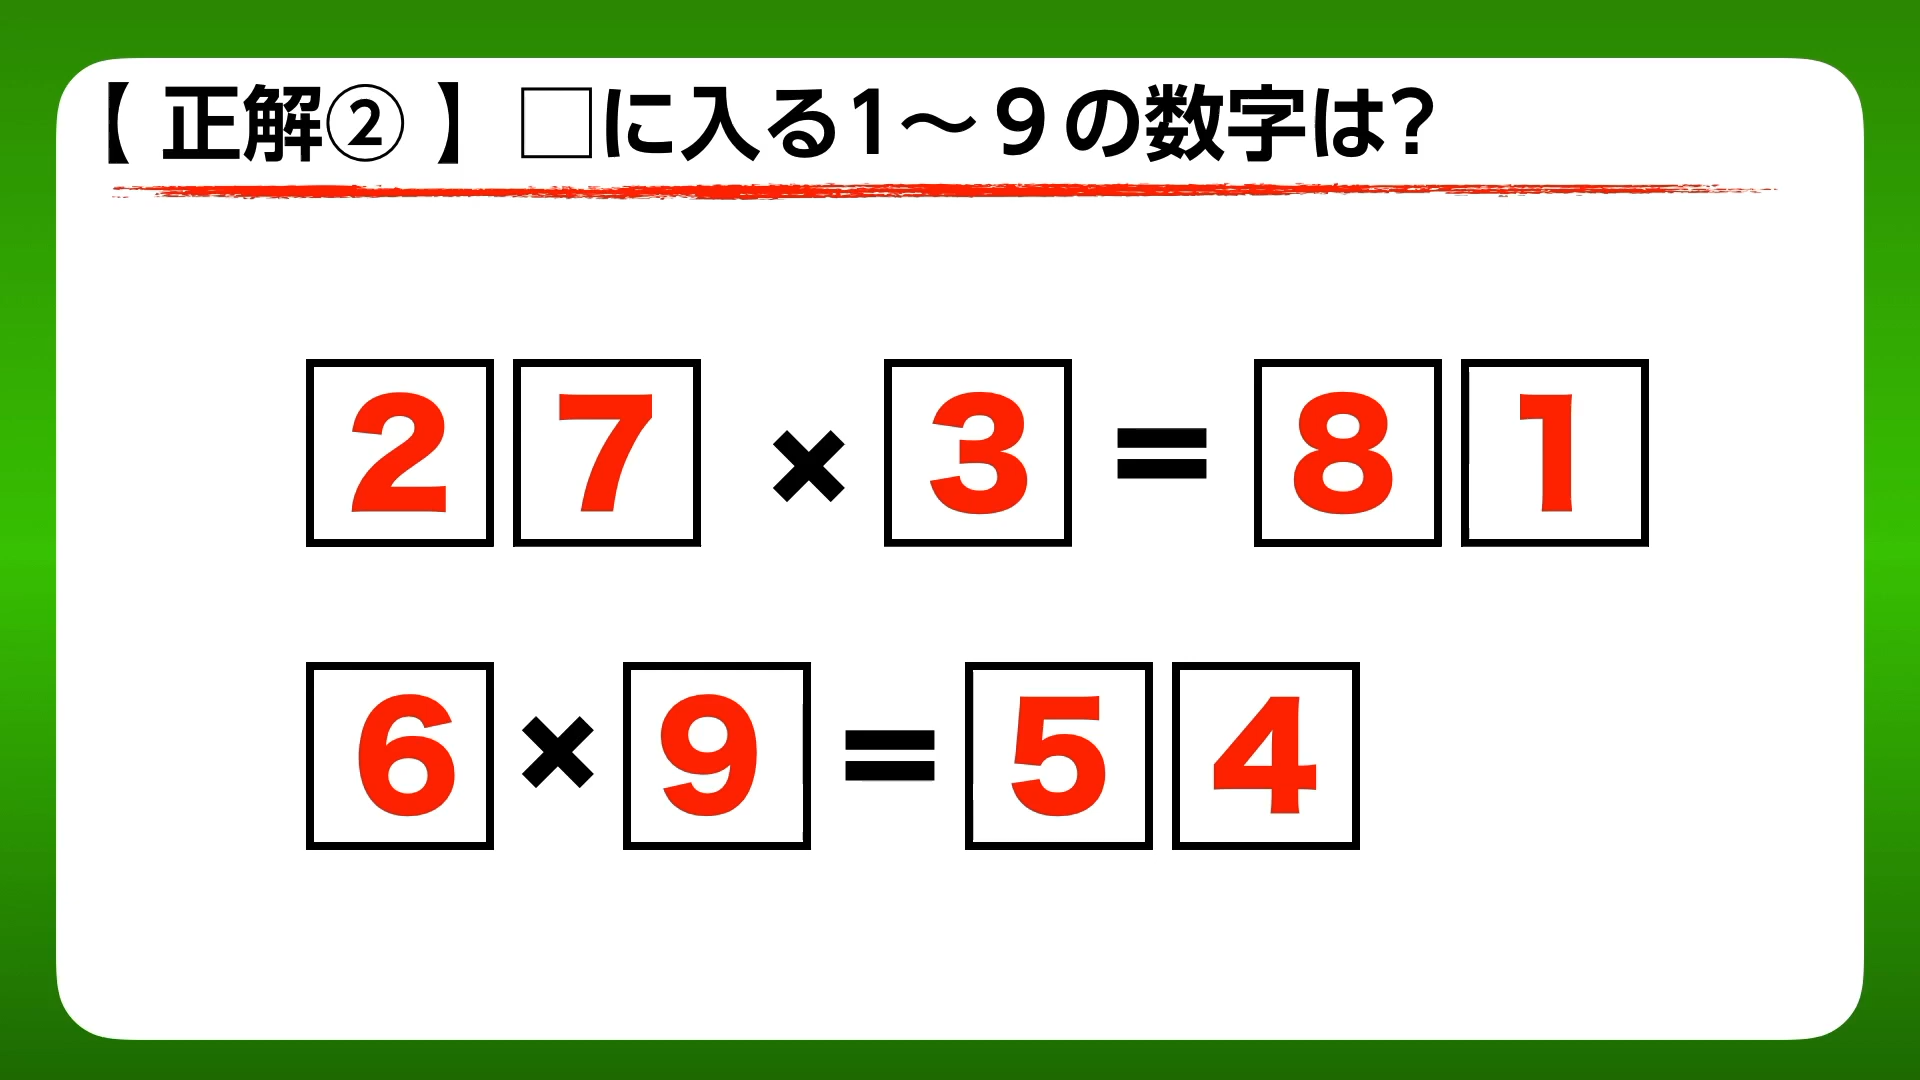 【 正解② 】 □に入る1〜９の数字は?
27 × 3 = 81
6 × 9 = 54